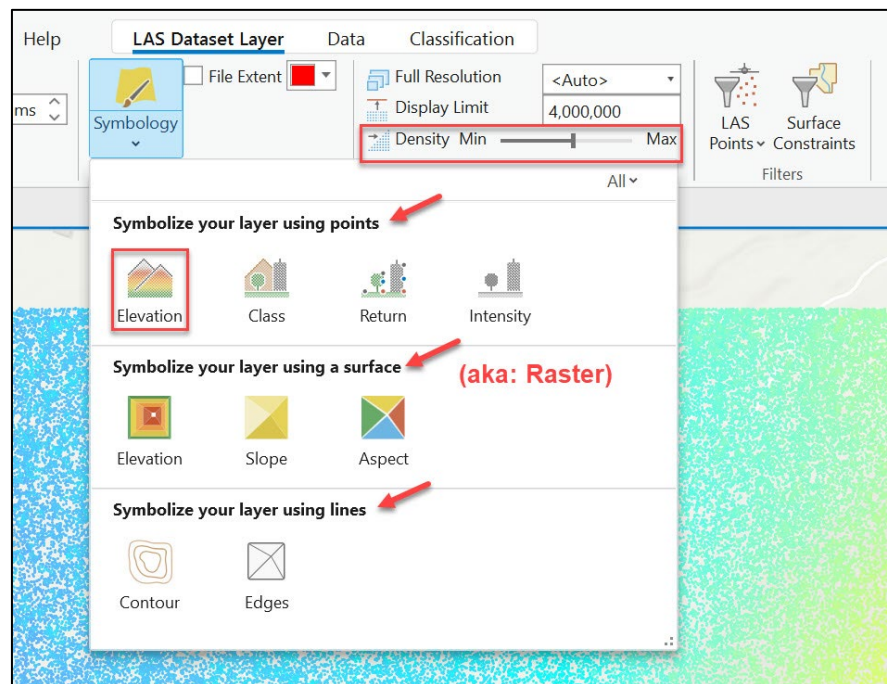 Help LAS Dataset Layer Data Classification
ms
Symbology
File Extent
Full Resolution <Auto>
Display Limit 4,000,000
Density Min Max
LAS Points
Surface Constraints
Filters
All
Symbolize your layer using points
Elevation Class Return Intensity
Symbolize your layer using a surface
(aka: Raster)
Elevation Slope Aspect
Symbolize your layer using lines
Contour Edges